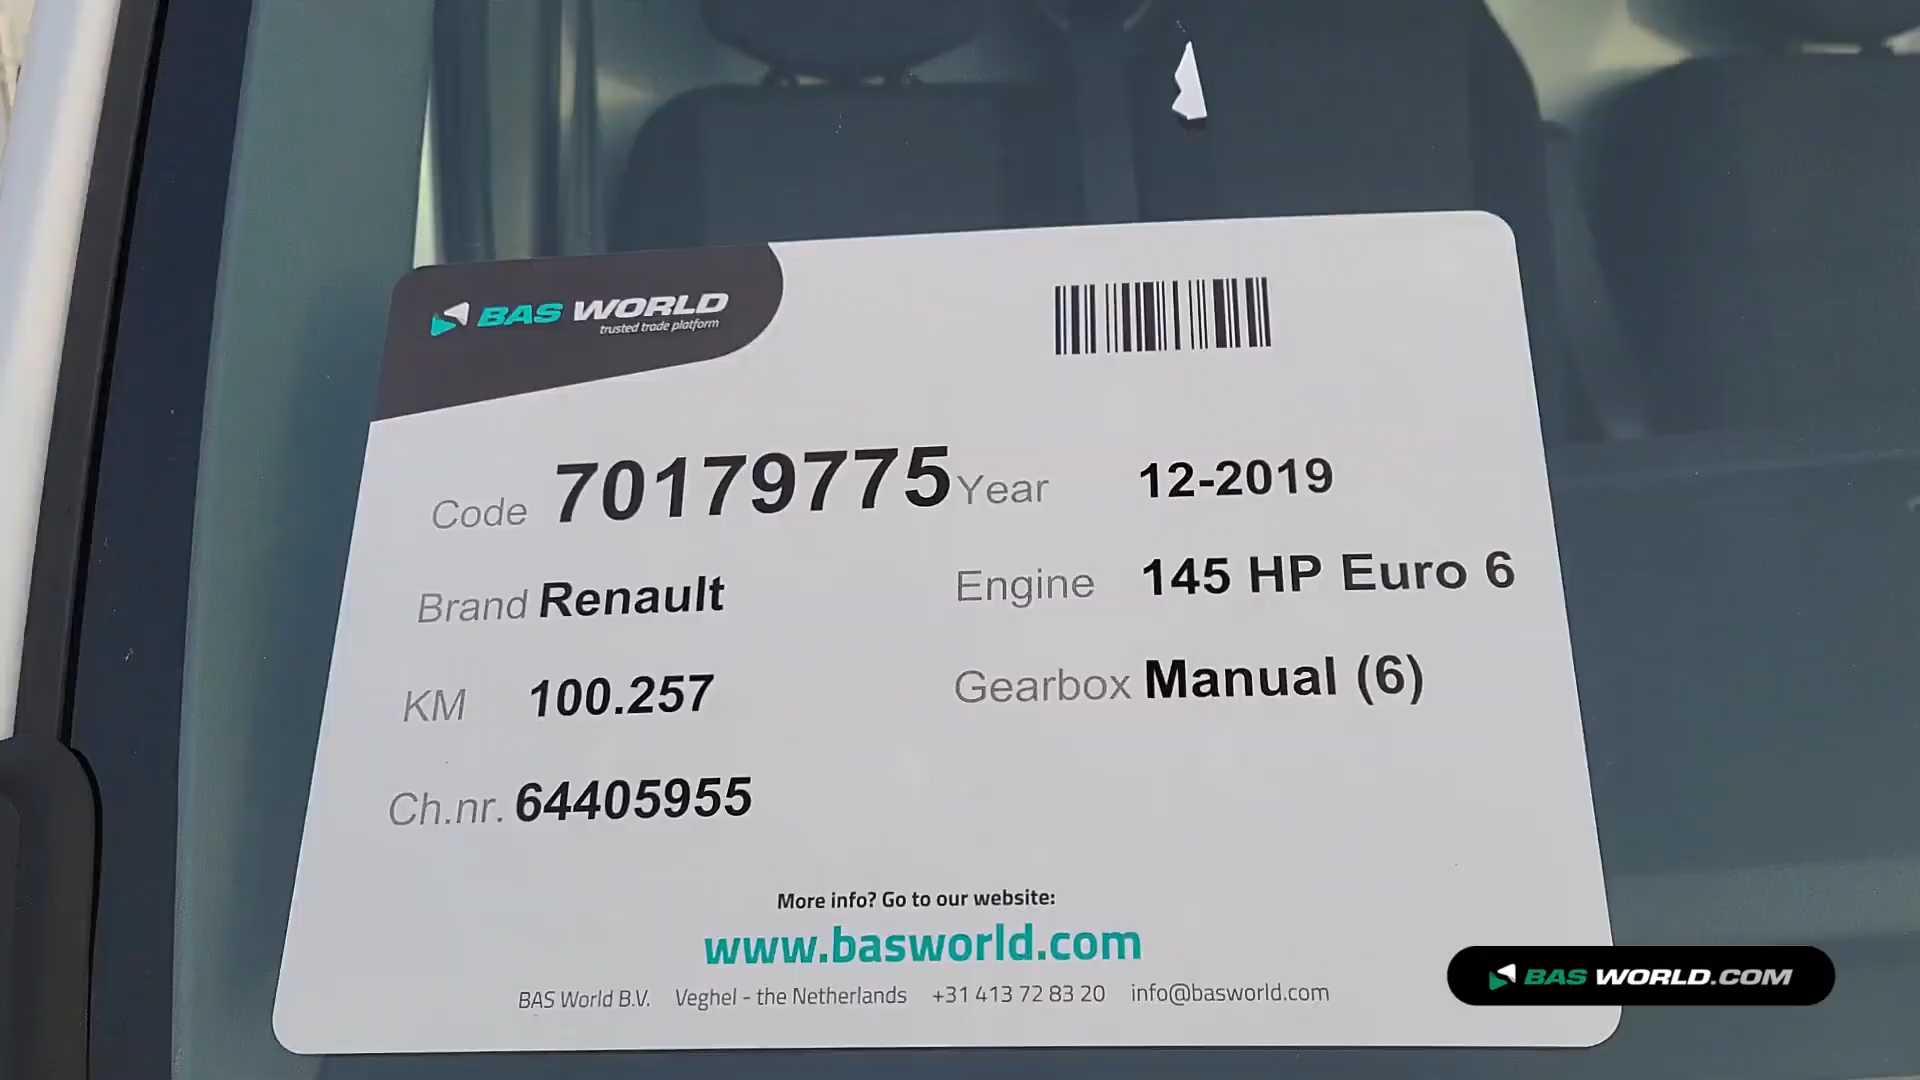 BAS WORLD
trusted trade platform
Code 70179775 Year 12-2019
Brand Renault Engine 145 HP Euro 6
KM 100.257 Gearbox Manual (6)
Ch.nr. 64405955
More info? Go to our website:
www.basworld.com
BAS World B.V. Veghel - the Netherlands +31 413 72 83 20 info@basworld.com
BAS WORLD.COM